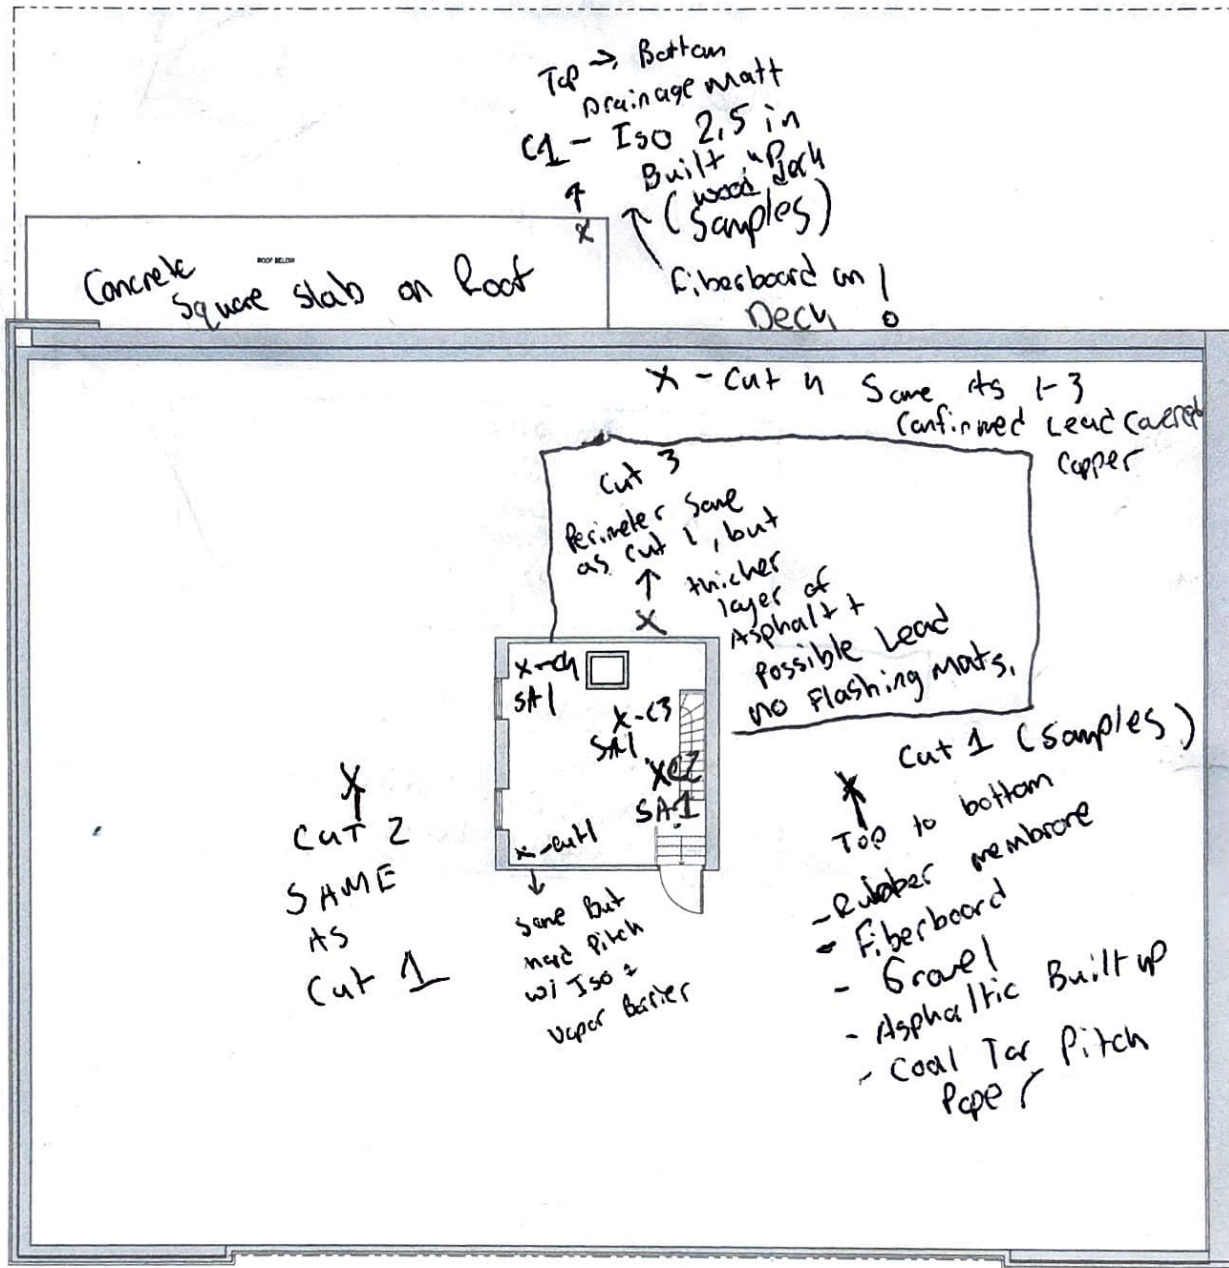 Top → Bottom
Drainage Matt
C1 - Iso 2,5 in
Built up
wood Deck
(Samples)
Fiberboard on
Deck !
Concrete
Square Slab on Roof
ROOF BELOW
X - Cut 4 Same As 1-3
Confirmed Lead Covered
Copper
Cut 3
Perimeter Same
as Cut 1, but
thicker
layer of
Asphalt +
Possible Lead
no Flashing Mats.
X-C4
SA1
X-C3
SA1
XC2
SA1
X-Cut1
Same But
hard Pitch
w/ Iso +
Vapor Barier
X
CUT 2
SAME
AS
Cut 1
Cut 1 (Samples)
Top to bottom
- Rubber membrane
- Fiberboard
- Gravel
- Asphaltic Built up
- Coal Tar Pitch
Paper